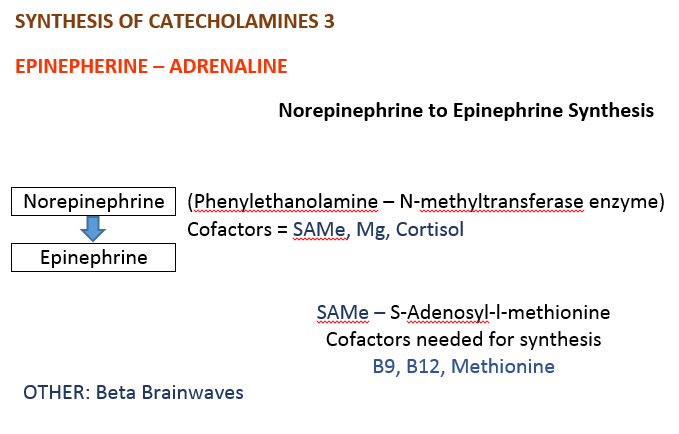 SYNTHESIS OF CATECHOLAMINES 3
EPINEPHERINE – ADRENALINE
Norepinephrine to Epinephrine Synthesis
Norepinephrine (Phenylethanolamine – N-methyltransferase enzyme)
Cofactors = SAMe, Mg, Cortisol
Epinephrine
SAMe – S-Adenosyl-l-methionine
Cofactors needed for synthesis
B9, B12, Methionine
OTHER: Beta Brainwaves